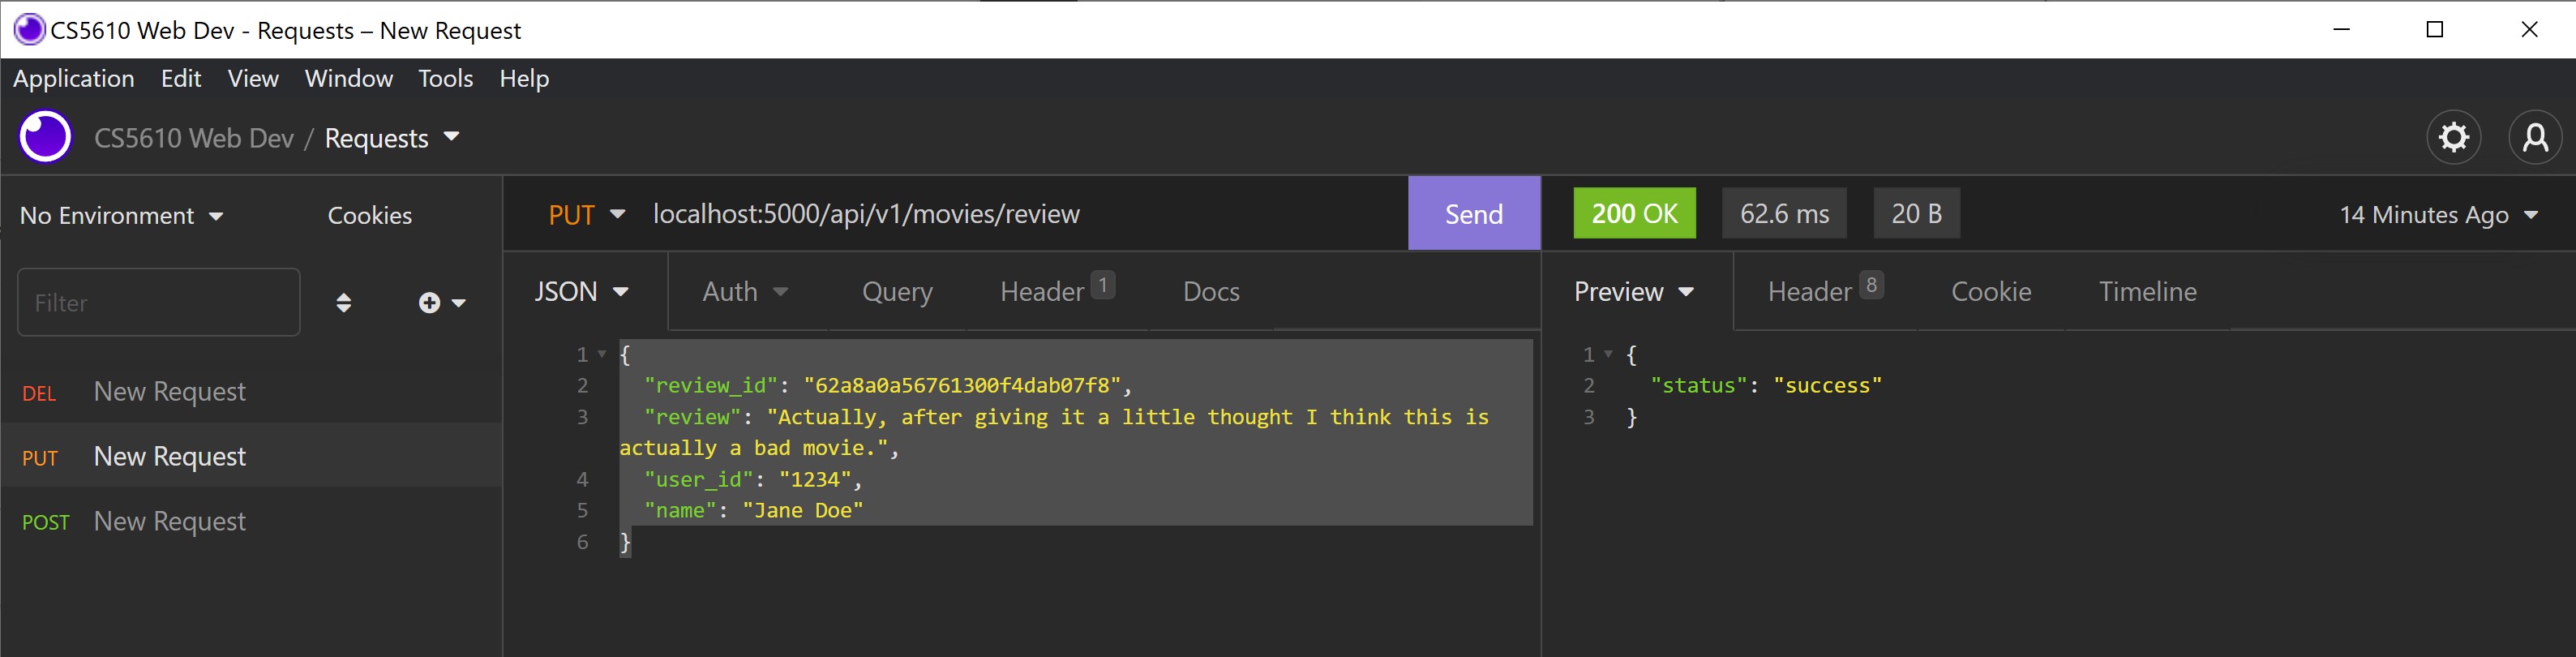 CS5610 Web Dev - Requests – New Request
Application Edit View Window Tools Help
CS5610 Web Dev / Requests
No Environment Cookies
Filter
DEL New Request
PUT New Request
POST New Request
PUT localhost:5000/api/v1/movies/review Send
JSON Auth Query Header 1 Docs
1 {
2 "review_id": "62a8a0a56761300f4dab07f8",
3 "review": "Actually, after giving it a little thought I think this is
actually a bad movie.",
4 "user_id": "1234",
5 "name": "Jane Doe"
6 }
200 OK 62.6 ms 20 B 14 Minutes Ago
Preview Header 8 Cookie Timeline
1 {
2 "status": "success"
3 }